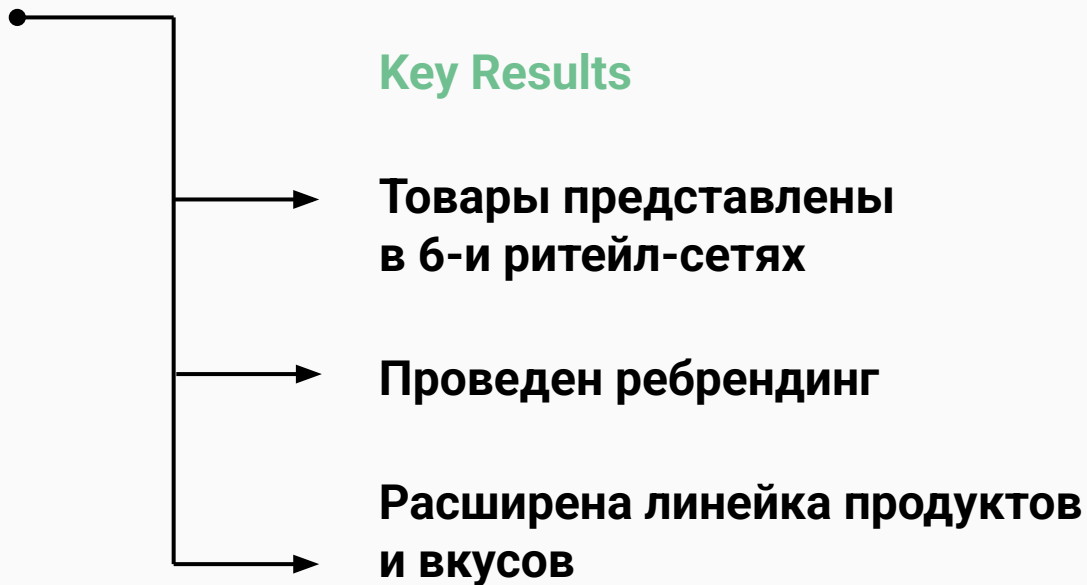 Key Results
Товары представлены
в 6-и ритейл-сетях
Проведен ребрендинг
Расширена линейка продуктов
и вкусов